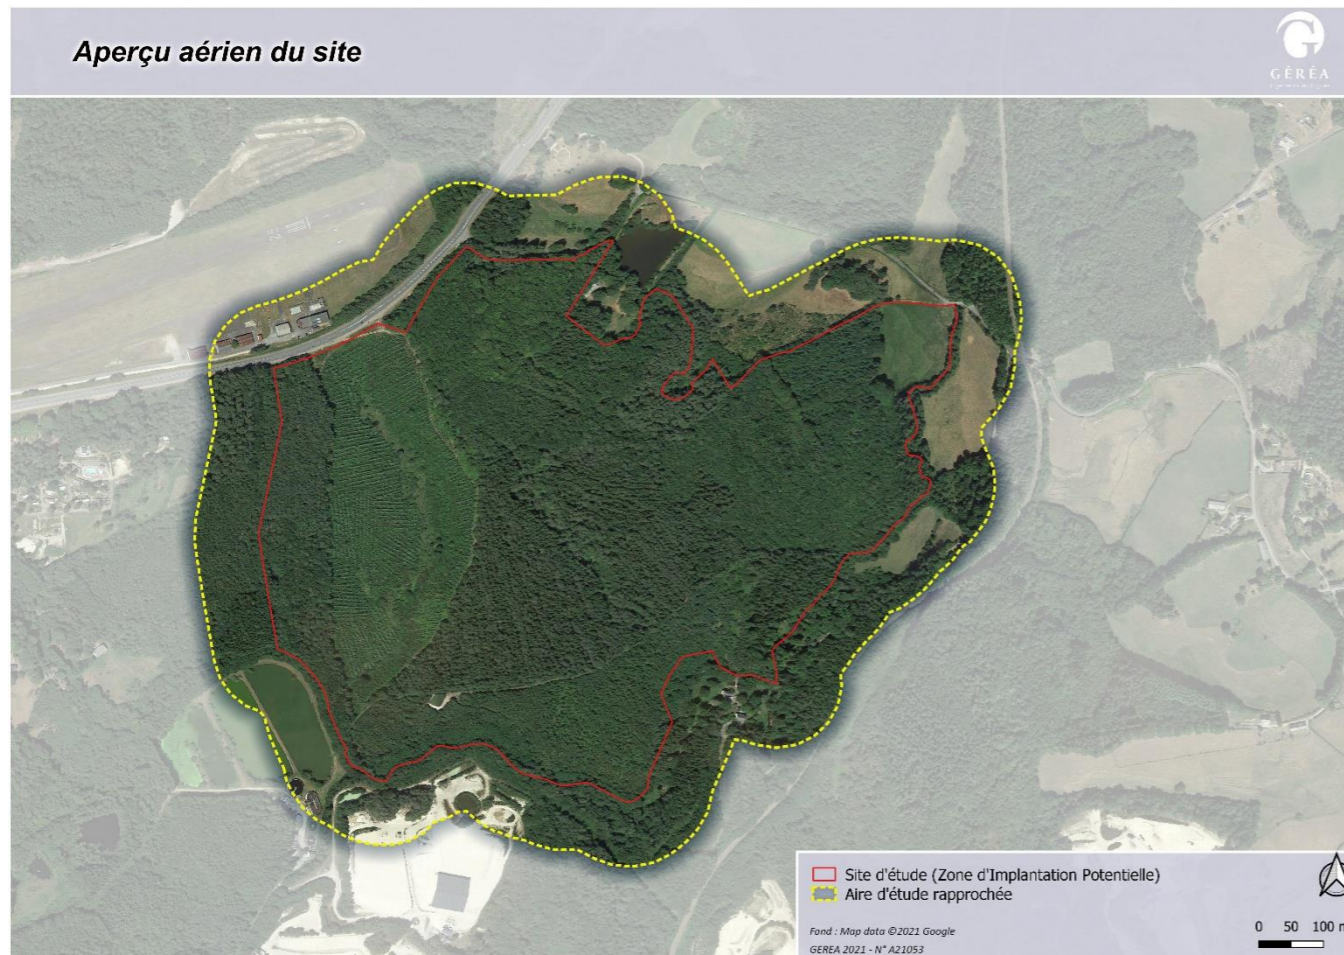 Aperçu aérien du site
GÉRÉA
Site d'étude (Zone d'Implantation Potentielle)
Aire d'étude rapprochée
Fond : Map data ©2021 Google
GEREA 2021 - N° A21053
0 50 100 m